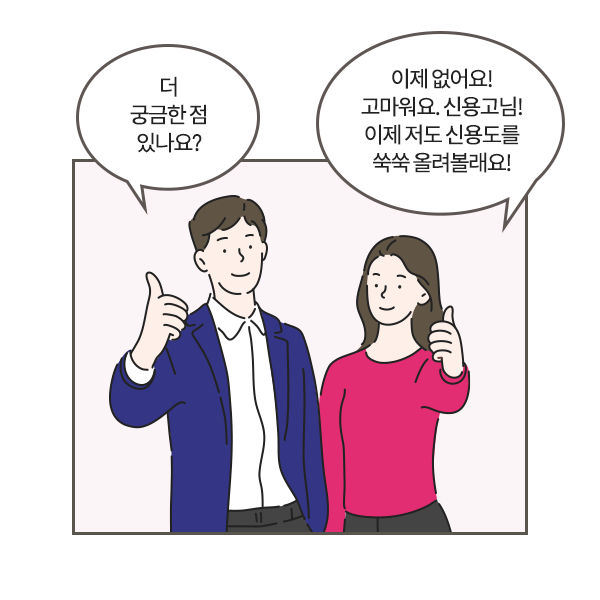 더
궁금한 점
있나요?
이제 없어요!
고마워요. 신용고님!
이제 저도 신용도를
쑥쑥 올려볼래요!